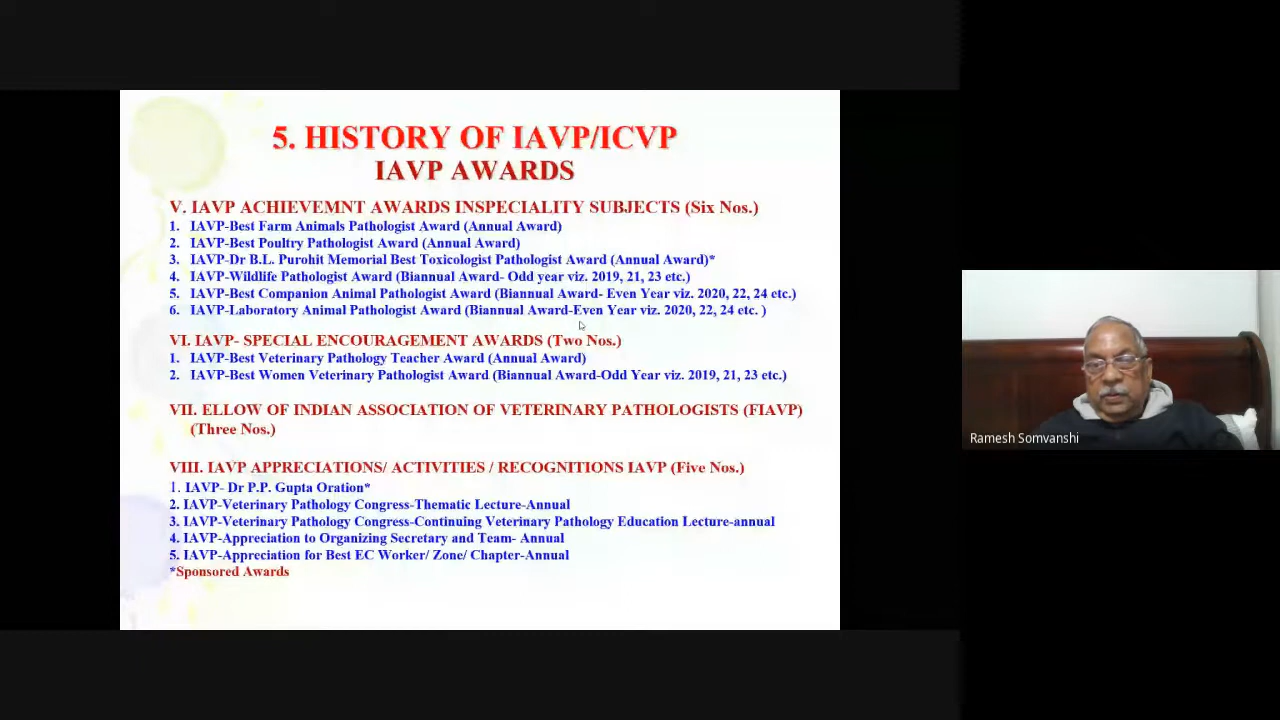 5. HISTORY OF IAVP/ICVP
IAVP AWARDS
V. IAVP ACHIEVEMNT AWARDS INSPECIALITY SUBJECTS (Six Nos.)
1. IAVP-Best Farm Animals Pathologist Award (Annual Award)
2. IAVP-Best Poultry Pathologist Award (Annual Award)
3. IAVP-Dr B.L. Purohit Memorial Best Toxicologist Pathologist Award (Annual Award)*
4. IAVP-Wildlife Pathologist Award (Biannual Award- Odd year viz. 2019, 21, 23 etc.)
5. IAVP-Best Companion Animal Pathologist Award (Biannual Award- Even Year viz. 2020, 22, 24 etc.)
6. IAVP-Laboratory Animal Pathologist Award (Biannual Award-Even Year viz. 2020, 22, 24 etc. )
VI. IAVP- SPECIAL ENCOURAGEMENT AWARDS (Two Nos.)
1. IAVP-Best Veterinary Pathology Teacher Award (Annual Award)
2. IAVP-Best Women Veterinary Pathologist Award (Biannual Award-Odd Year viz. 2019, 21, 23 etc.)
VII. ELLOW OF INDIAN ASSOCIATION OF VETERINARY PATHOLOGISTS (FIAVP)
(Three Nos.)
VIII. IAVP APPRECIATIONS/ ACTIVITIES / RECOGNITIONS IAVP (Five Nos.)
1. IAVP- Dr P.P. Gupta Oration*
2. IAVP-Veterinary Pathology Congress-Thematic Lecture-Annual
3. IAVP-Veterinary Pathology Congress-Continuing Veterinary Pathology Education Lecture-annual
4. IAVP-Appreciation to Organizing Secretary and Team- Annual
5. IAVP-Appreciation for Best EC Worker/ Zone/ Chapter-Annual
*Sponsored Awards
Ramesh Somvanshi